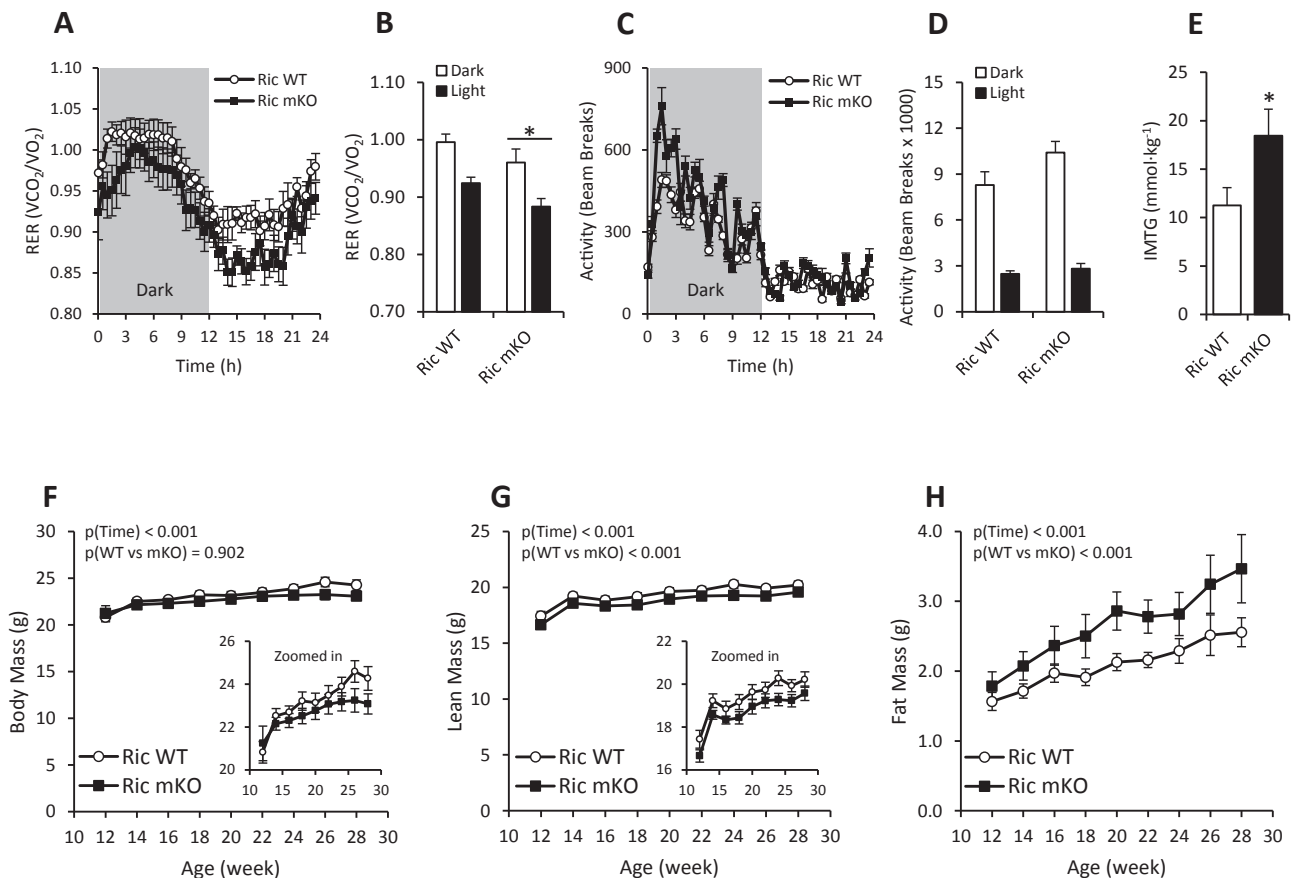 A
RER (VCO2/VO2)
1.10
1.05
1.00
0.95
0.90
0.85
0.80
Ric WT
Ric mKO
Dark
0 3 6 9 12 15 18 21 24
Time (h)
B
Dark
Light
RER (VCO2/VO2)
1.10
1.00
0.90
0.80
0.70
*
Ric WT
Ric mKO
C
Activity (Beam Breaks)
900
600
300
0
Ric WT
Ric mKO
Dark
0 3 6 9 12 15 18 21 24
Time (h)
D
Dark
Light
Activity (Beam Breaks x 1000)
15
12
9
6
3
0
Ric WT
Ric mKO
E
IMTG (mmol·kg-1)
25
20
15
10
5
0
*
Ric WT
Ric mKO
F
p(Time) < 0.001
p(WT vs mKO) = 0.902
Body Mass (g)
30
25
20
15
10
5
0
Zoomed in
26
24
22
20
10 15 20 25 30
Ric WT
Ric mKO
10 12 14 16 18 20 22 24 26 28 30
Age (week)
G
p(Time) < 0.001
p(WT vs mKO) < 0.001
Lean Mass (g)
25
20
15
10
5
0
Zoomed in
22
20
18
16
10 15 20 25 30
Ric WT
Ric mKO
10 12 14 16 18 20 22 24 26 28 30
Age (week)
H
p(Time) < 0.001
p(WT vs mKO) < 0.001
Fat Mass (g)
4.0
3.0
2.0
1.0
0.0
Ric WT
Ric mKO
10 12 14 16 18 20 22 24 26 28 30
Age (week)